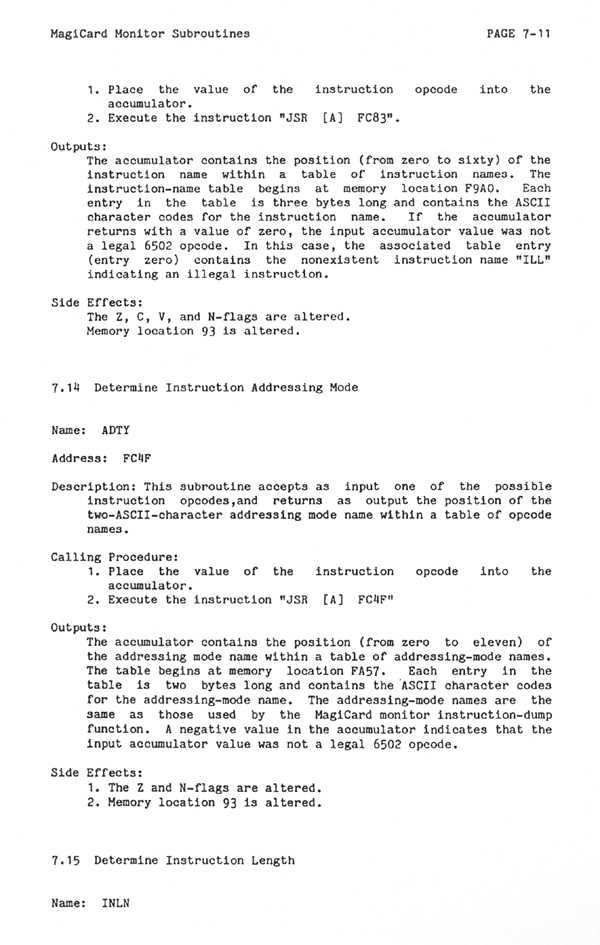 MagiCard Monitor Subroutines PAGE 7-11
1. Place the value of the instruction opcode into the
accumulator.
2. Execute the instruction "JSR [A] FC83".
Outputs:
The accumulator contains the position (from zero to sixty) of the
instruction name within a table of instruction names. The
instruction-name table begins at memory location F9A0. Each
entry in the table is three bytes long and contains the ASCII
character codes for the instruction name. If the accumulator
returns with a value of zero, the input accumulator value was not
a legal 6502 opcode. In this case, the associated table entry
(entry zero) contains the nonexistent instruction name "ILL"
indicating an illegal instruction.
Side Effects:
The Z, C, V, and N-flags are altered.
Memory location 93 is altered.
7.14 Determine Instruction Addressing Mode
Name: ADTY
Address: FC4F
Description: This subroutine accepts as input one of the possible
instruction opcodes,and returns as output the position of the
two-ASCII-character addressing mode name within a table of opcode
names.
Calling Procedure:
1. Place the value of the instruction opcode into the
accumulator.
2. Execute the instruction "JSR [A] FC4F"
Outputs:
The accumulator contains the position (from zero to eleven) of
the addressing mode name within a table of addressing-mode names.
The table begins at memory location FA57. Each entry in the
table is two bytes long and contains the ASCII character codes
for the addressing-mode name. The addressing-mode names are the
same as those used by the MagiCard monitor instruction-dump
function. A negative value in the accumulator indicates that the
input accumulator value was not a legal 6502 opcode.
Side Effects:
1. The Z and N-flags are altered.
2. Memory location 93 is altered.
7.15 Determine Instruction Length
Name: INLN